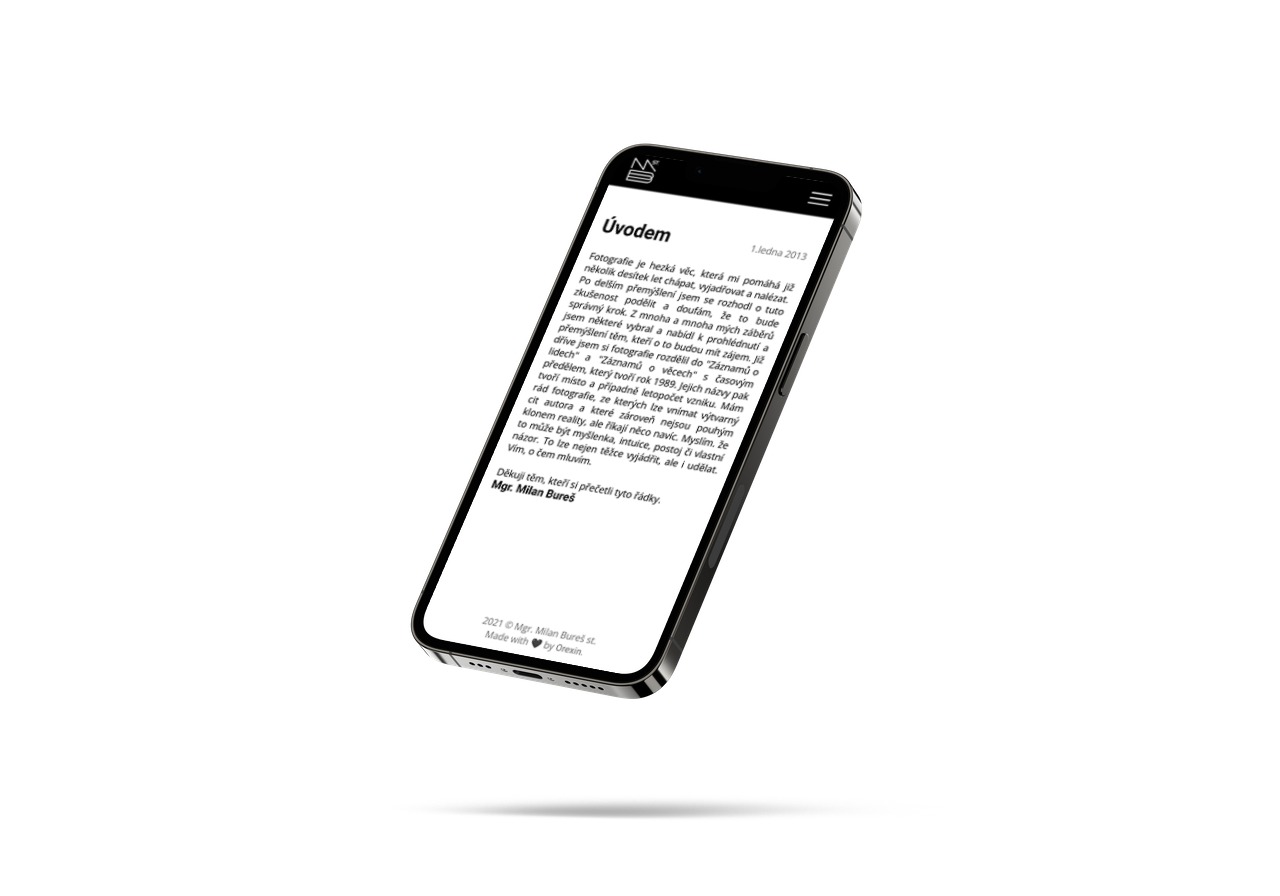 Úvodem
1.ledna 2013
Fotografie je hezká věc, která mi pomáhá již
několik desítek let chápat, vyjadřovat a nalézat.
Po delším přemýšlení jsem se rozhodl o tuto
zkušenost podělit a doufám, že to bude
správný krok. Z mnoha a mnoha mých záběrů
jsem některé vybral a nabídl k prohlédnutí a
přemýšlení těm, kteří o to budou mít zájem. Již
dříve jsem si fotografie rozdělil do "Záznamů o
lidech" a "Záznamů o věcech" s časovým
předělem, který tvoří rok 1989. Jejich názvy pak
tvoří místo a případně letopočet vzniku. Mám
rád fotografie, ze kterých lze vnímat výtvarný
cit autora a které zároveň nejsou pouhým
klonem reality, ale říkají něco navíc. Myslím, že
to může být myšlenka, intuice, postoj či vlastní
názor. To lze nejen těžce vyjádřit, ale i udělat.
Vím, o čem mluvím.
Děkuji těm, kteří si přečetli tyto řádky.
Mgr. Milan Bureš
2021 © Mgr. Milan Bureš st.
Made with 🖤 by Orexin.